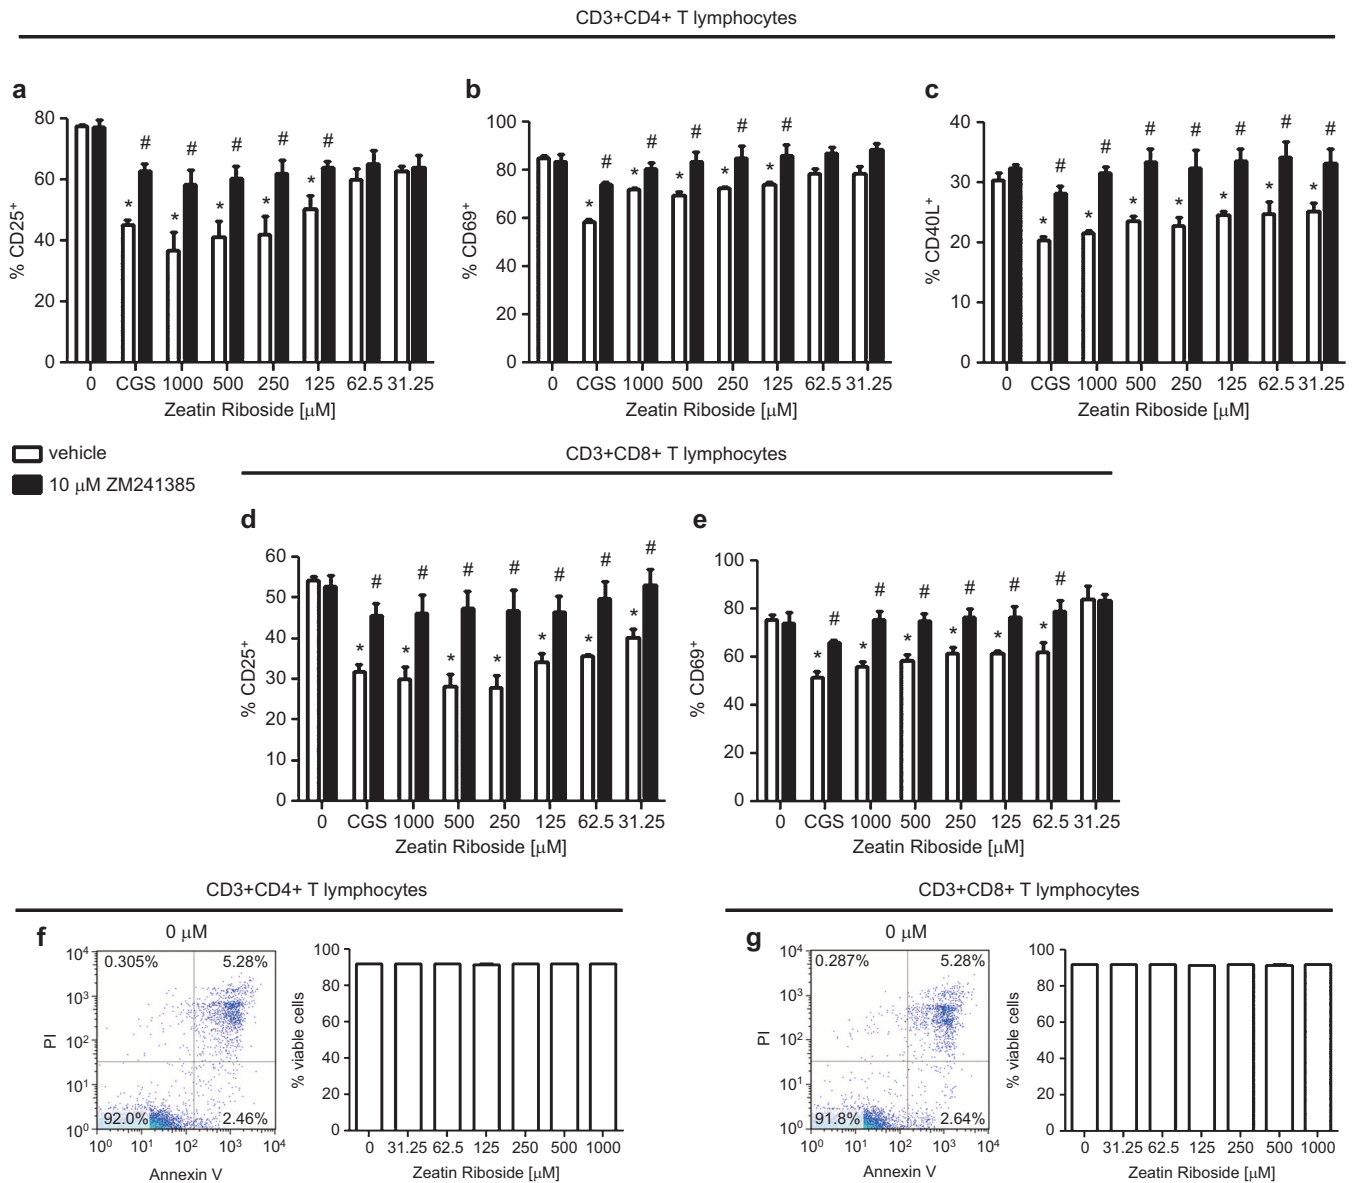 CD3+CD4+ T lymphocytes
a
b
c
80
60
40
20
0
% CD25+
* * * * *
# # # # #
0 CGS 1000 500 250 125 62.5 31.25
Zeatin Riboside [μM]
100
80
60
40
20
0
% CD69+
* * * * *
# # # # #
0 CGS 1000 500 250 125 62.5 31.25
Zeatin Riboside [μM]
40
30
20
10
0
% CD40L+
* * * * * * *
# # # # # # #
0 CGS 1000 500 250 125 62.5 31.25
Zeatin Riboside [μM]
vehicle
10 μM ZM241385
CD3+CD8+ T lymphocytes
d
e
60
50
40
30
20
10
0
% CD25+
* * * * * * *
# # # # # # #
0 CGS 1000 500 250 125 62.5 31.25
Zeatin Riboside [μM]
100
80
60
40
20
0
% CD69+
* * * * * *
# # # # # #
0 CGS 1000 500 250 125 62.5 31.25
Zeatin Riboside [μM]
CD3+CD4+ T lymphocytes
f
0 μM
10⁴
10³
10²
10¹
10⁰
PI
0.305% 5.28%
92.0% 2.46%
10⁰ 10¹ 10² 10³ 10⁴
Annexin V
100
80
60
40
20
0
% viable cells
0 31.25 62.5 125 250 500 1000
Zeatin Riboside [μM]
CD3+CD8+ T lymphocytes
g
0 μM
10⁴
10³
10²
10¹
10⁰
PI
0.287% 5.28%
91.8% 2.64%
10⁰ 10¹ 10² 10³ 10⁴
Annexin V
100
80
60
40
20
0
% viable cells
0 31.25 62.5 125 250 500 1000
Zeatin Riboside [μM]